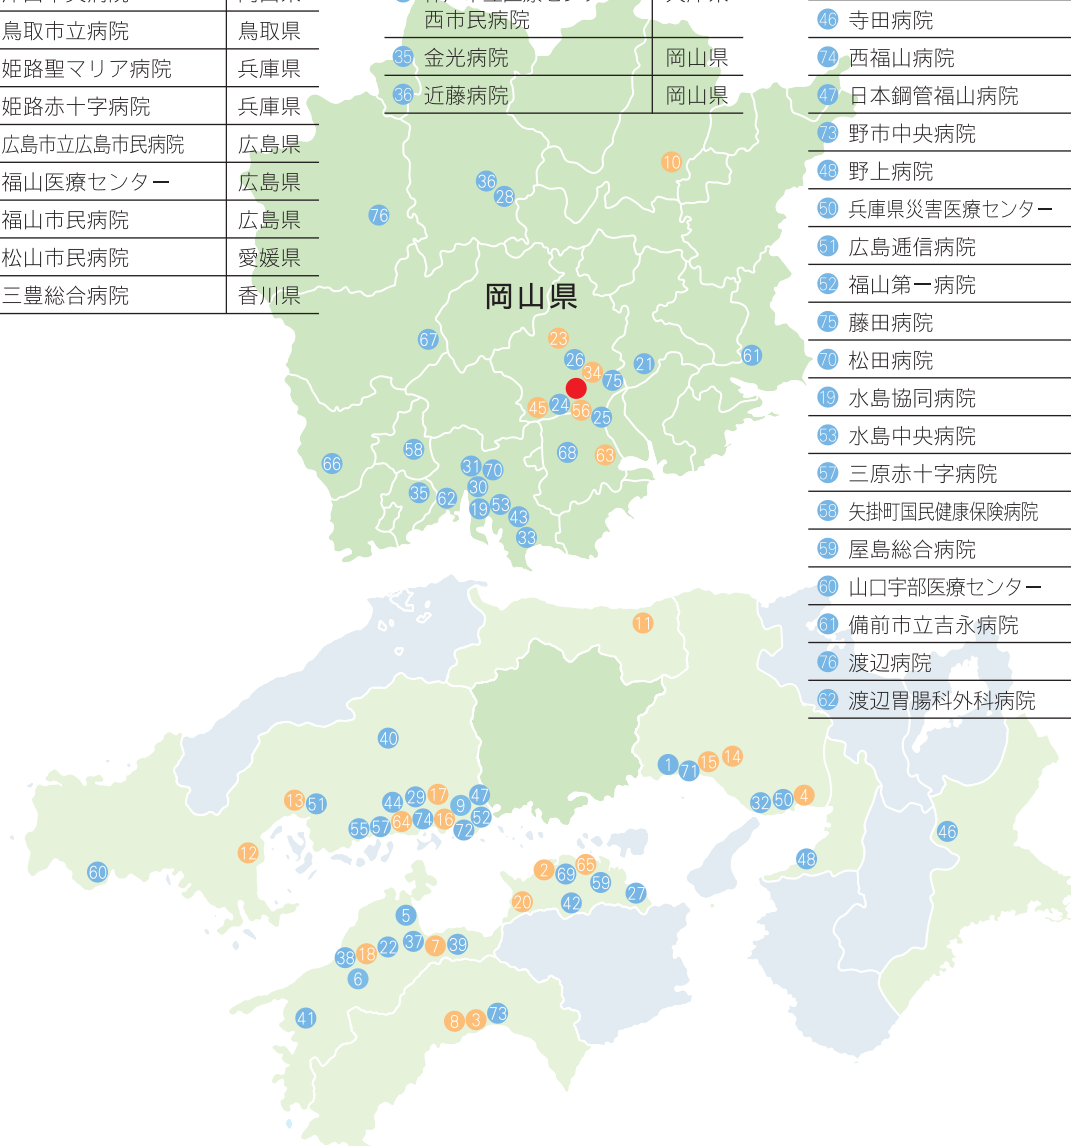 鳥取市立病院 鳥取県
姫路聖マリア病院 兵庫県
姫路赤十字病院 兵庫県
広島市立広島市民病院 広島県
福山医療センター 広島県
福山市民病院 広島県
松山市民病院 愛媛県
三豊総合病院 香川県
西市民病院
35 金光病院 岡山県
36 近藤病院 岡山県
46 寺田病院
74 西福山病院
47 日本鋼管福山病院
73 野市中央病院
48 野上病院
50 兵庫県災害医療センター
51 広島逓信病院
52 福山第一病院
75 藤田病院
70 松田病院
19 水島協同病院
53 水島中央病院
57 三原赤十字病院
58 矢掛町国民健康保険病院
59 屋島総合病院
60 山口宇部医療センター
61 備前市立吉永病院
76 渡辺病院
62 渡辺胃腸科外科病院
10
36
28
76
岡山県
67
23
26
34
75
21
61
45
24
56
25
58
66
31
70
68
63
35
62
30
19
53
43
33
11
40
1
71
15
14
13
51
44
29
17
9
47
32
50
4
55
57
64
74
16
72
52
46
12
60
48
2
69
65
59
27
20
42
5
38
18
22
37
7
39
6
41
8
3
73